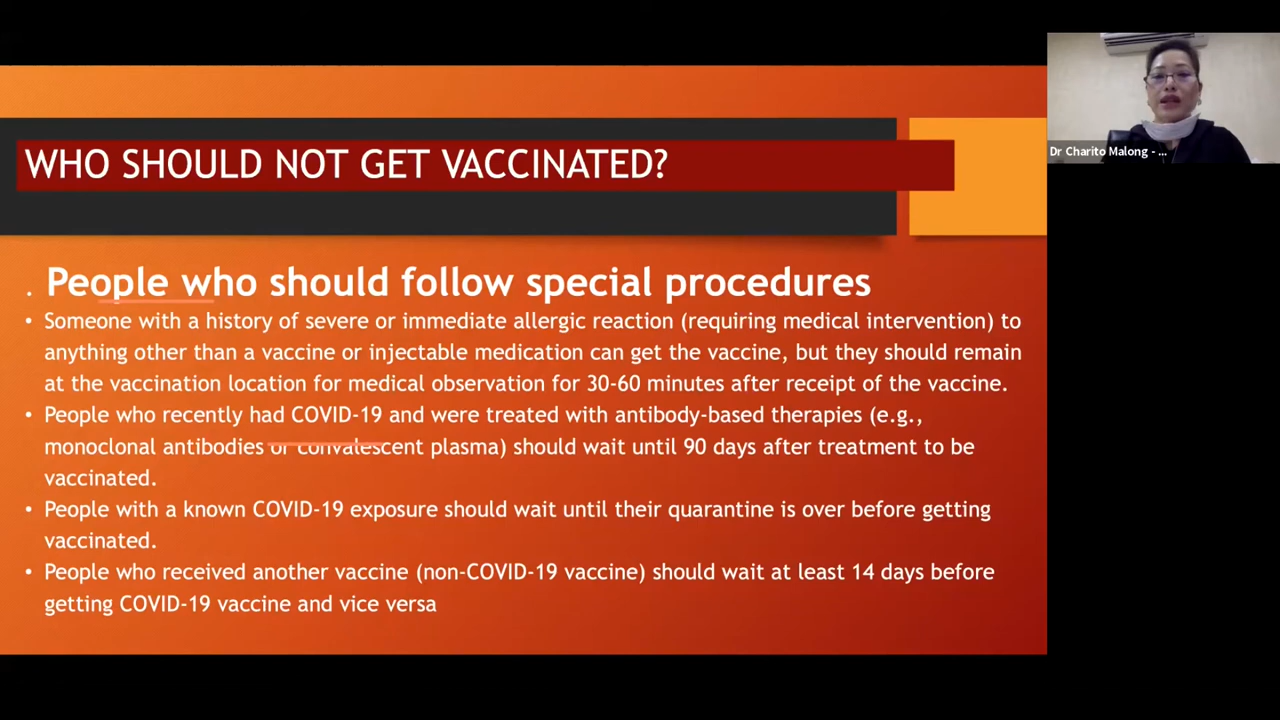 WHO SHOULD NOT GET VACCINATED?
Dr Charito Malong - ...
. People who should follow special procedures
• Someone with a history of severe or immediate allergic reaction (requiring medical intervention) to
anything other than a vaccine or injectable medication can get the vaccine, but they should remain
at the vaccination location for medical observation for 30-60 minutes after receipt of the vaccine.
• People who recently had COVID-19 and were treated with antibody-based therapies (e.g.,
monoclonal antibodies or convalescent plasma) should wait until 90 days after treatment to be
vaccinated.
• People with a known COVID-19 exposure should wait until their quarantine is over before getting
vaccinated.
• People who received another vaccine (non-COVID-19 vaccine) should wait at least 14 days before
getting COVID-19 vaccine and vice versa